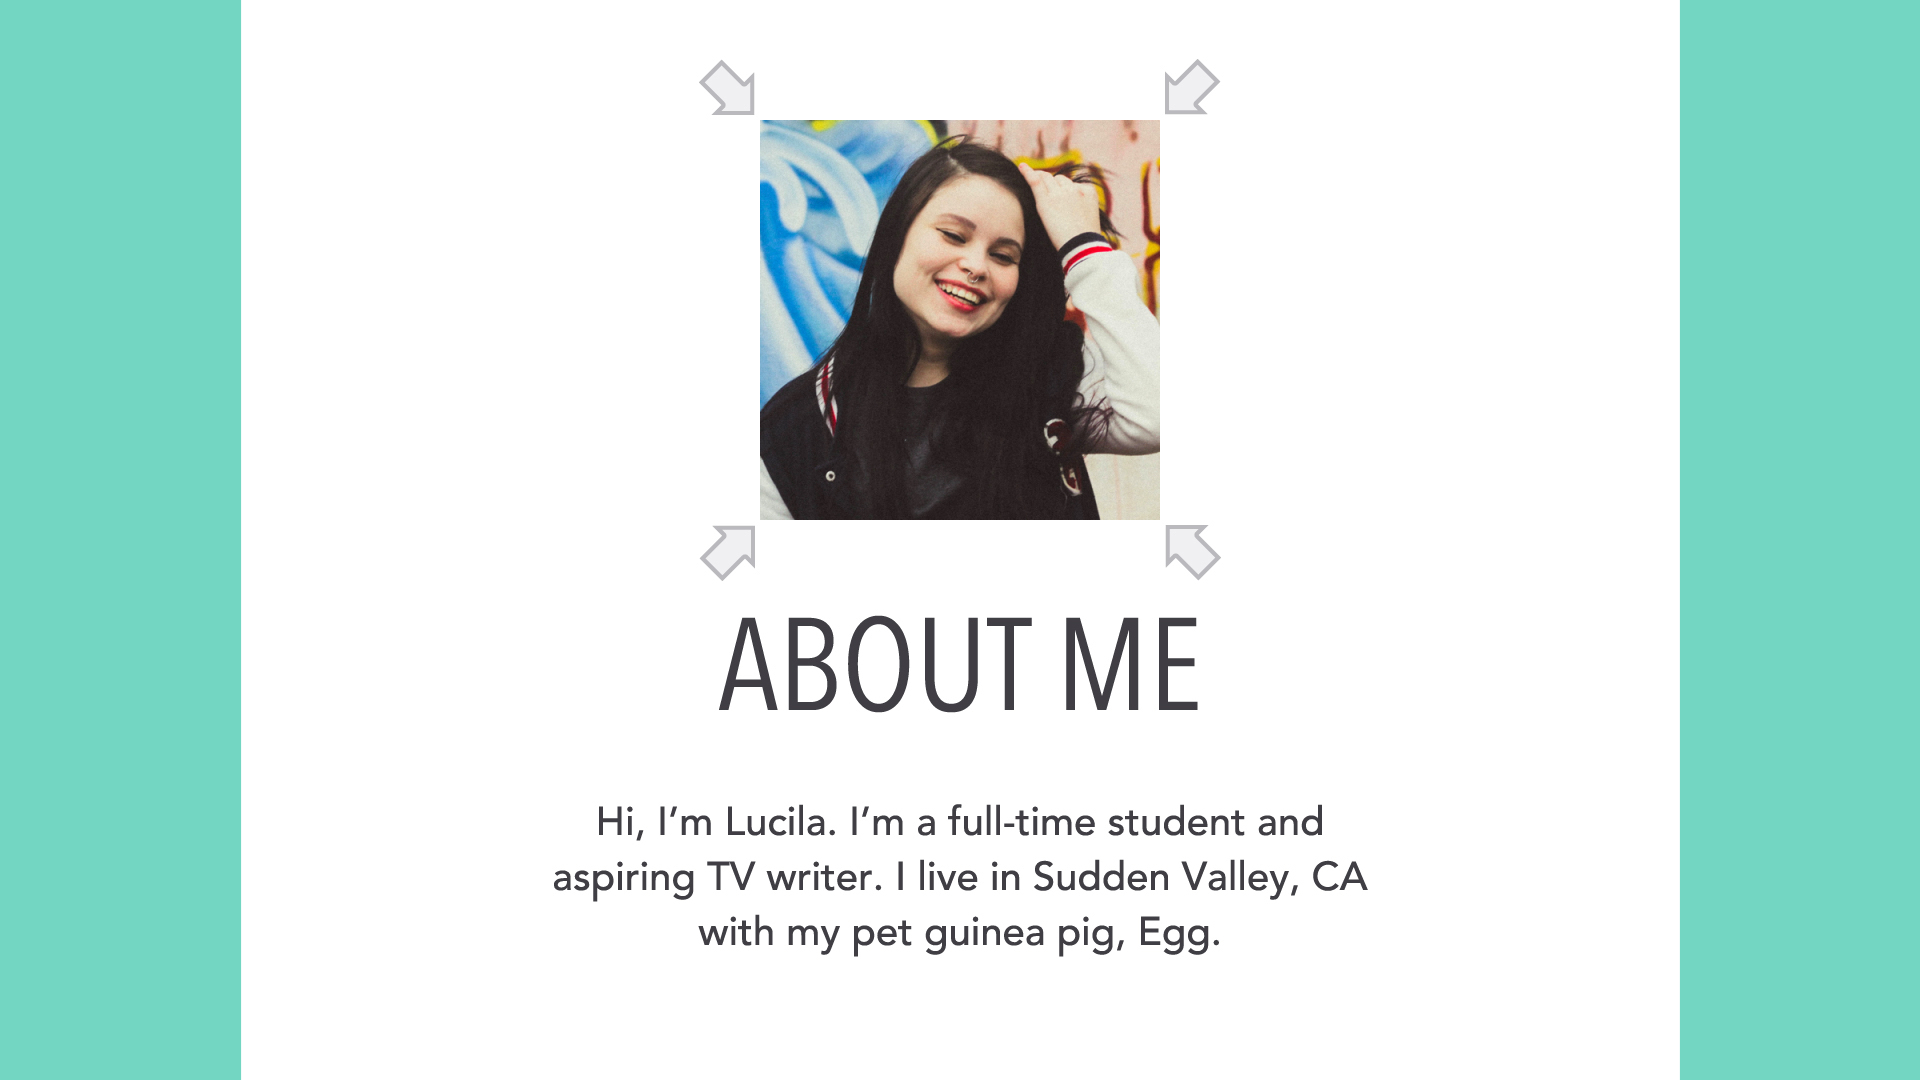 ABOUT ME
Hi, I’m Lucila. I’m a full-time student and
aspiring TV writer. I live in Sudden Valley, CA
with my pet guinea pig, Egg.